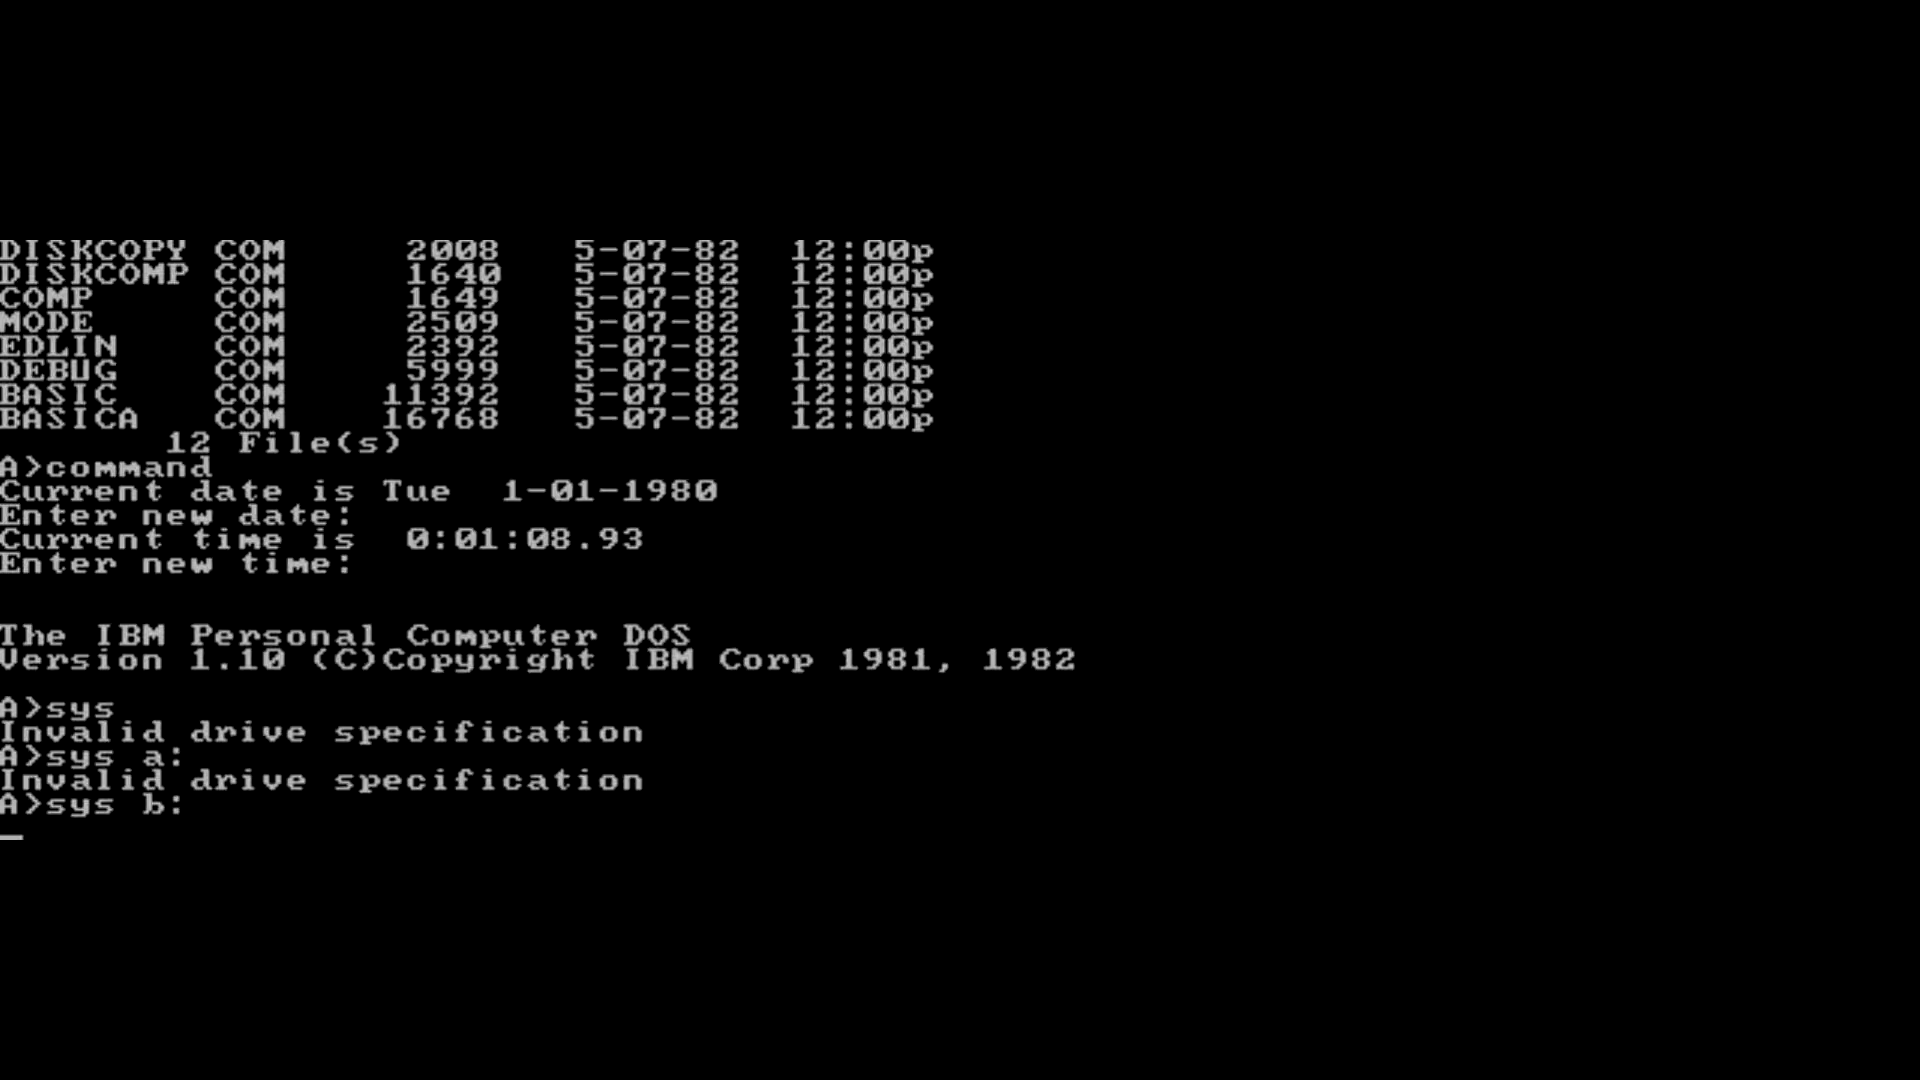 DISKCOPY COM     2008   5-07-82  12:00p
DISKCOMP COM     1640   5-07-82  12:00p
COMP     COM     1649   5-07-82  12:00p
MODE     COM     2509   5-07-82  12:00p
EDLIN    COM     2392   5-07-82  12:00p
DEBUG    COM     5999   5-07-82  12:00p
BASIC    COM    11392   5-07-82  12:00p
BASICA   COM    16768   5-07-82  12:00p
       12 File(s)
A>command
Current date is Tue  1-01-1980
Enter new date:
Current time is  0:01:08.93
Enter new time:
The IBM Personal Computer DOS
Version 1.10 (C)Copyright IBM Corp 1981, 1982
A>sys
Invalid drive specification
A>sys a:
Invalid drive specification
A>sys b: